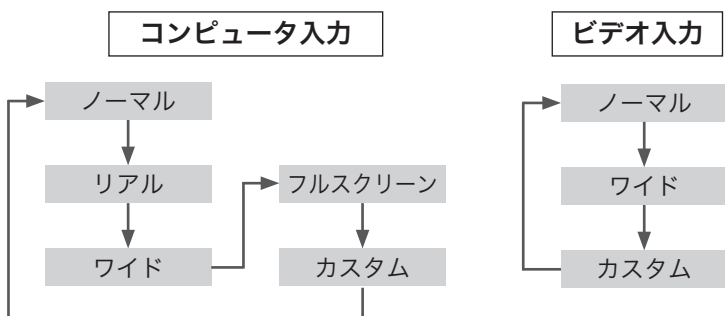 コンピュータ入力
ノーマル
リアル
ワイド
フルスクリーン
カスタム
ビデオ入力
ノーマル
ワイド
カスタム